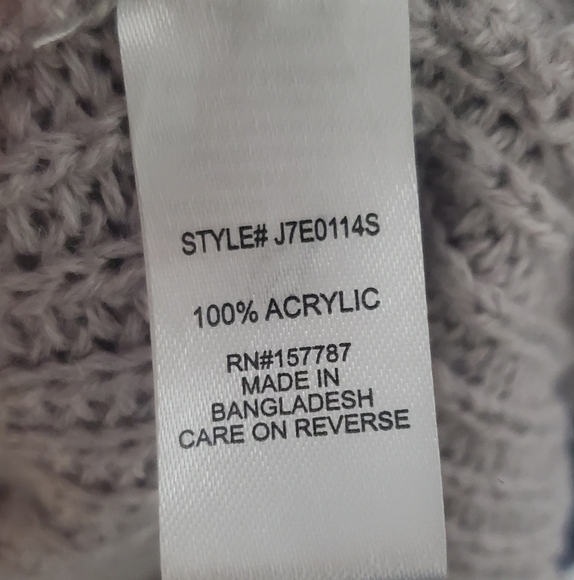 STYLE# J7E0114S
100% ACRYLIC
RN#157787
MADE IN
BANGLADESH
CARE ON REVERSE